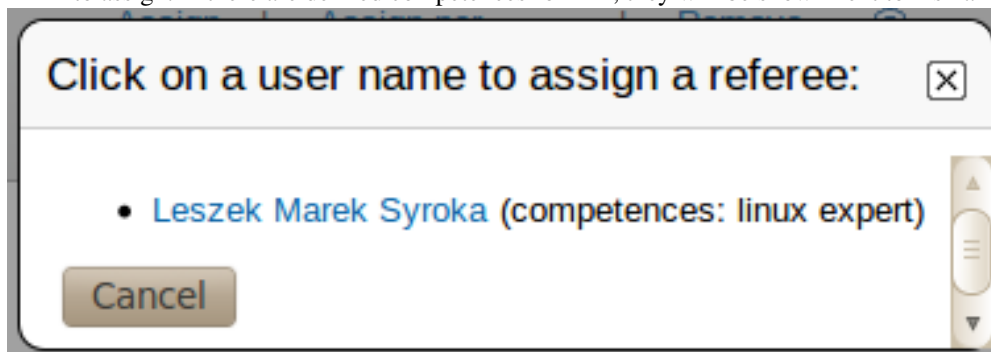 Click on a user name to assign a referee:
Leszek Marek Syroka (competences: linux expert)
Cancel